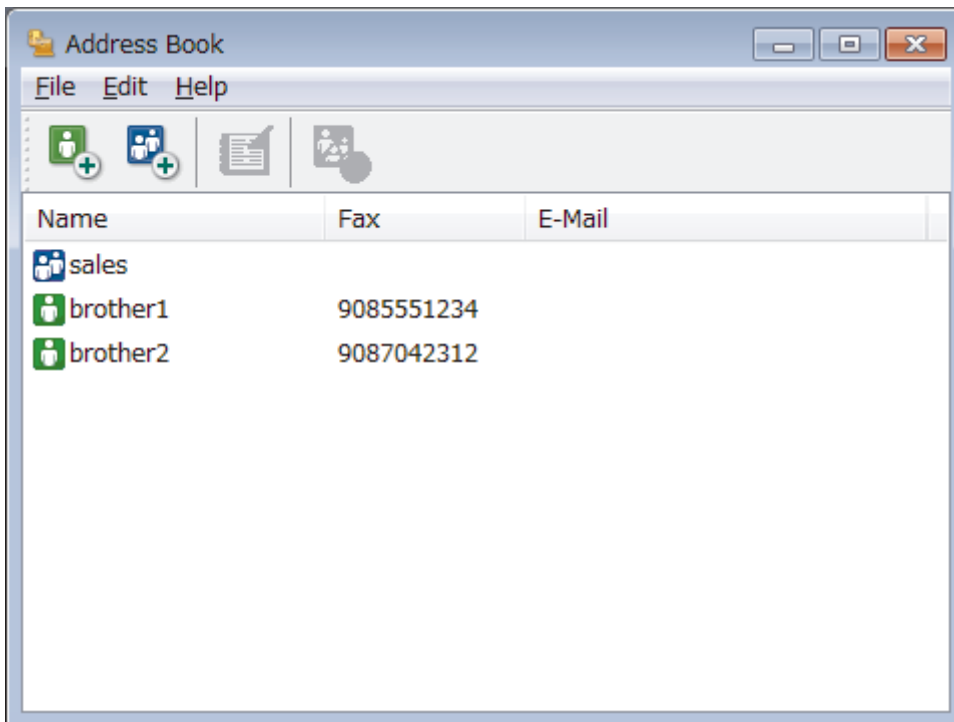 Address Book
File Edit Help
Name Fax E-Mail
sales
brother1 9085551234
brother2 9087042312